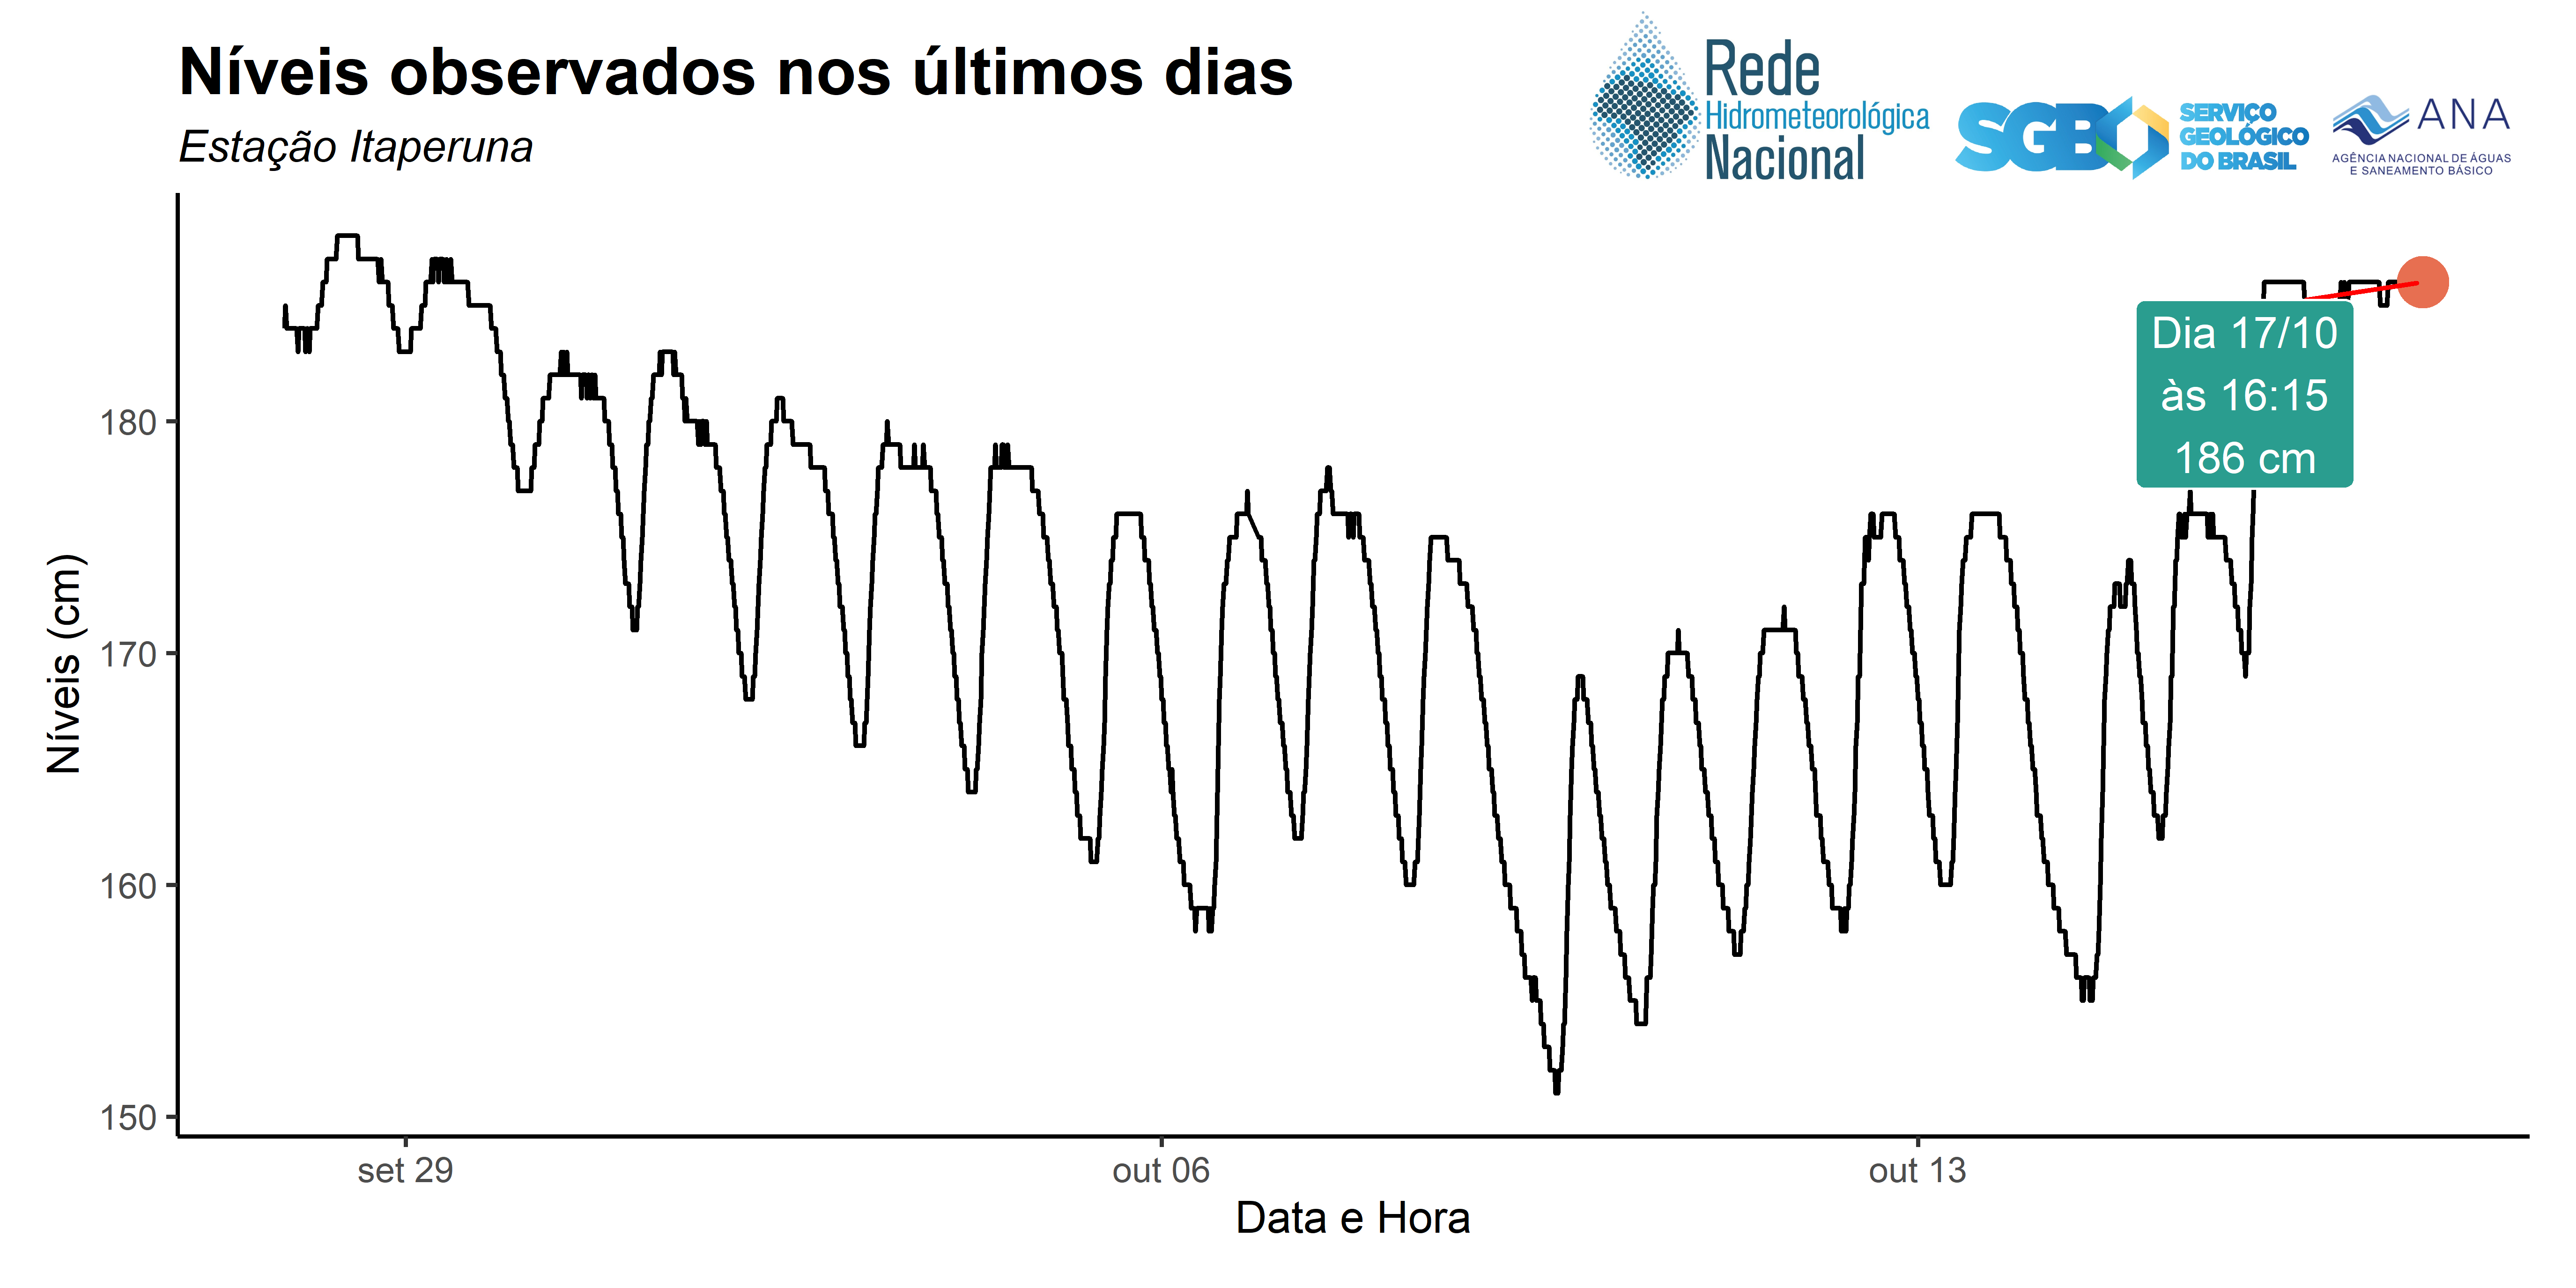 Níveis observados nos últimos dias
Estação Itaperuna
Rede
Hidrometeorológica
Nacional
SGB
SERVIÇO
GEOLÓGICO
DO BRASIL
ANA
AGÊNCIA NACIONAL DE ÁGUAS
E SANEAMENTO BÁSICO
Níveis (cm)
180
170
160
150
Dia 17/10
às 16:15
186 cm
set 29
out 06
out 13
Data e Hora